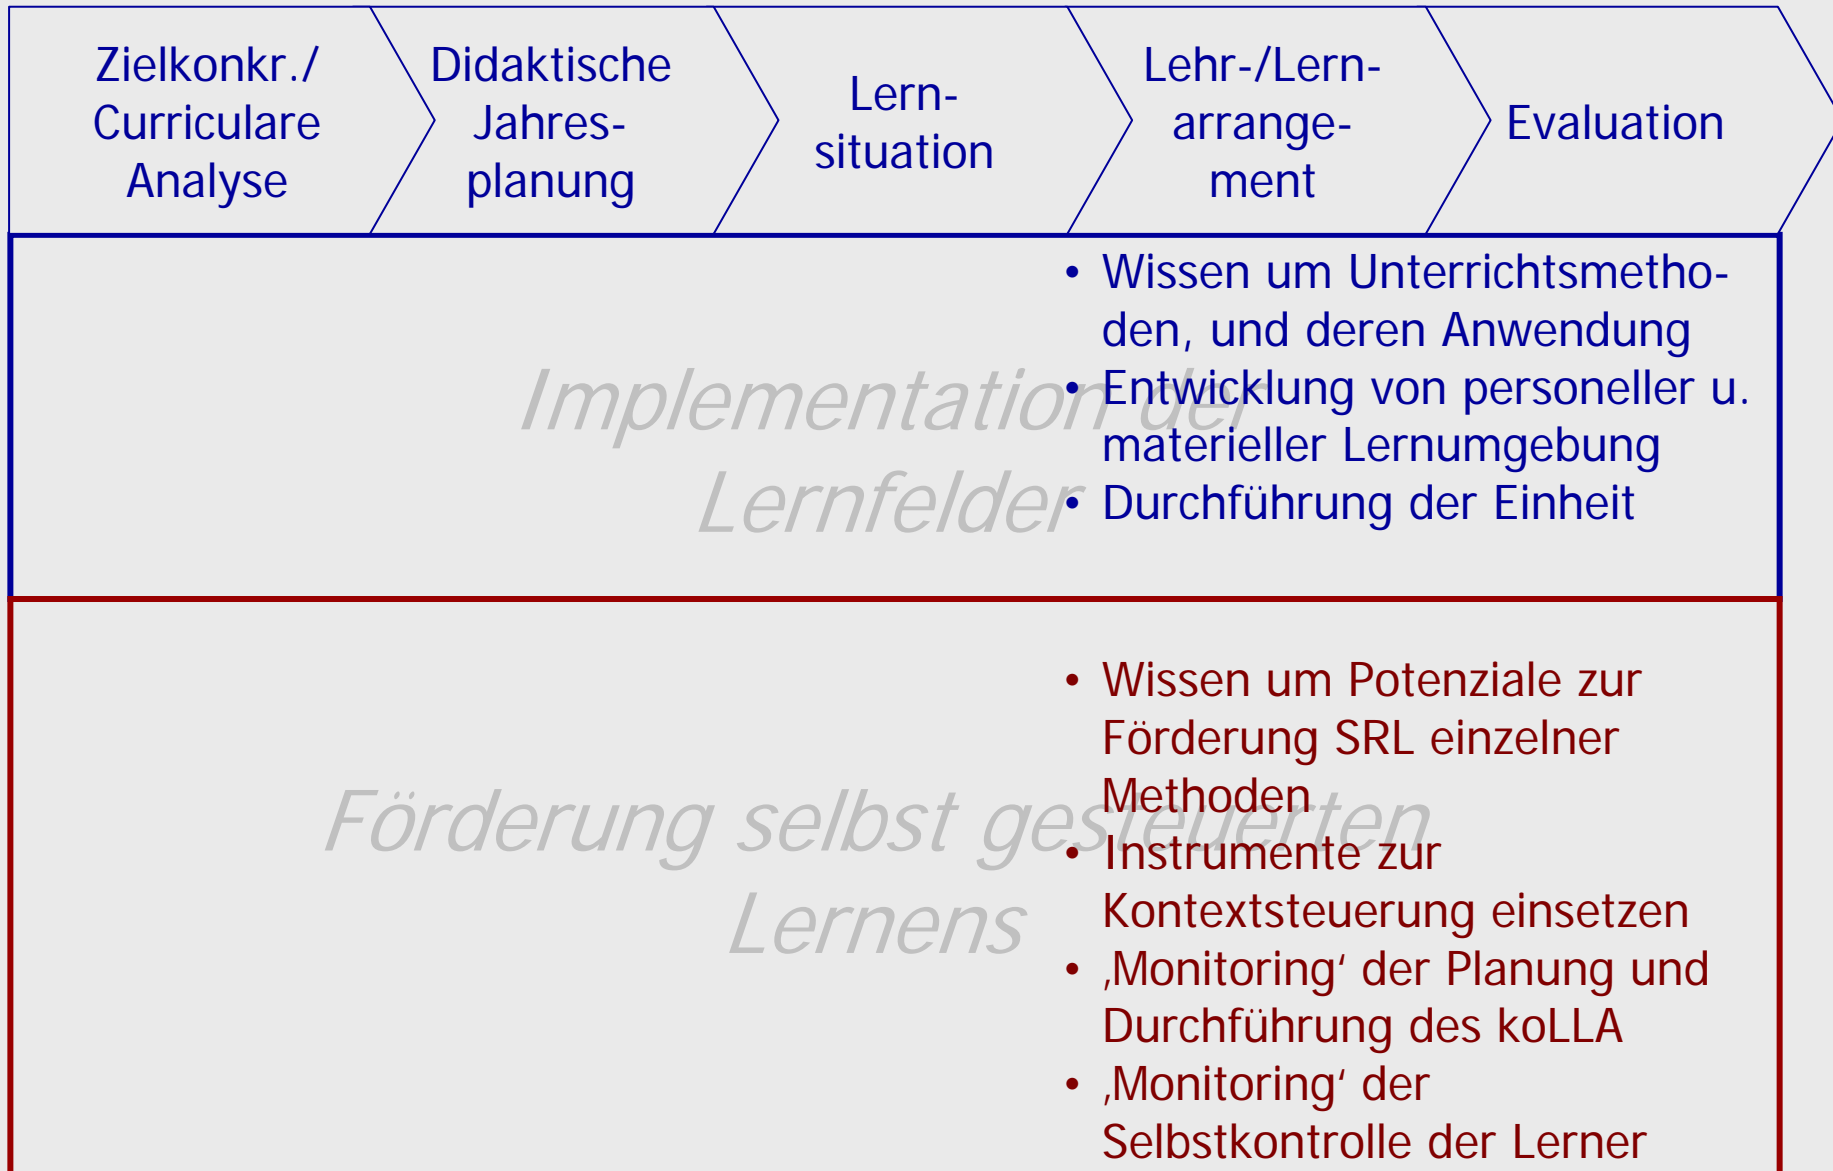 Zielkonkr./
Curriculare
Analyse
Didaktische
Jahres-
planung
Lern-
situation
Lehr-/Lern-
arrange-
ment
Evaluation
Implementation der
Lernfelder
• Wissen um Unterrichtsmetho-
den, und deren Anwendung
• Entwicklung von personeller u.
materieller Lernumgebung
• Durchführung der Einheit
Förderung selbst gesteuerten
Lernens
• Wissen um Potenziale zur
Förderung SRL einzelner
Methoden
• Instrumente zur
Kontextsteuerung einsetzen
• ‚Monitoring‘ der Planung und
Durchführung des koLLA
• ‚Monitoring‘ der
Selbstkontrolle der Lerner